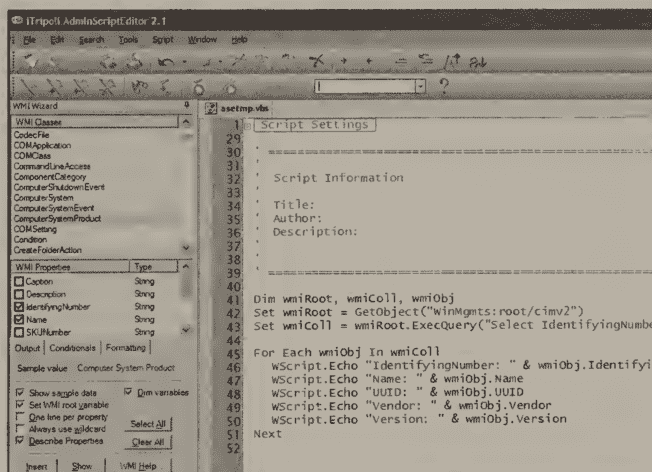 iTripoli AdminScriptEditor 2.1
File Edit Search Tools Script Window Help
WMI Wizard
WMI Classes
CodecFile
COMApplication
COMClass
CommandLineAccess
ComponentCategory
ComputerShutdownEvent
ComputerSystem
ComputerSystemProduct
COMSetting
Condition
CreateFolderAction
WMI Properties Type
Caption String
Description String
IdentifyingNumber String
Name String
SKUNumber String
Output Conditionals Formatting
Sample value Computer System Product
Show sample data Dim variables
Set WMI root variable
One line per property
Always use wildcard
Select All
Describe Properties
Clear All
Insert Show WMI Help
asetmp.vbs
1 Script Settings
29 '
30 ' ====================================================
31 '
32 ' Script Information
33 '
34 ' Title:
35 ' Author:
36 ' Description:
37 '
38 '
39 ' ====================================================
40
41 Dim wmiRoot, wmiColl, wmiObj
42 Set wmiRoot = GetObject("WinMgmts:root/cimv2")
43 Set wmiColl = wmiRoot.ExecQuery("Select IdentifyingNumbe
44
45 For Each wmiObj In wmiColl
46 WScript.Echo "IdentifyingNumber: " & wmiObj.Identifyi
47 WScript.Echo "Name: " & wmiObj.Name
48 WScript.Echo "UUID: " & wmiObj.UUID
49 WScript.Echo "Vendor: " & wmiObj.Vendor
50 WScript.Echo "Version: " & wmiObj.Version
51 Next
52